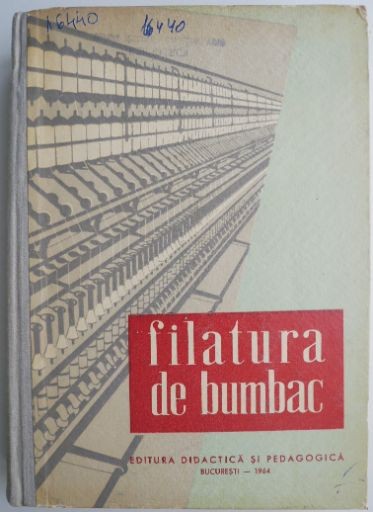 16440 16440
filatura
de bumbac
EDITURA DIDACTICĂ ȘI PEDAGOGICĂ
BUCUREȘTI — 1964